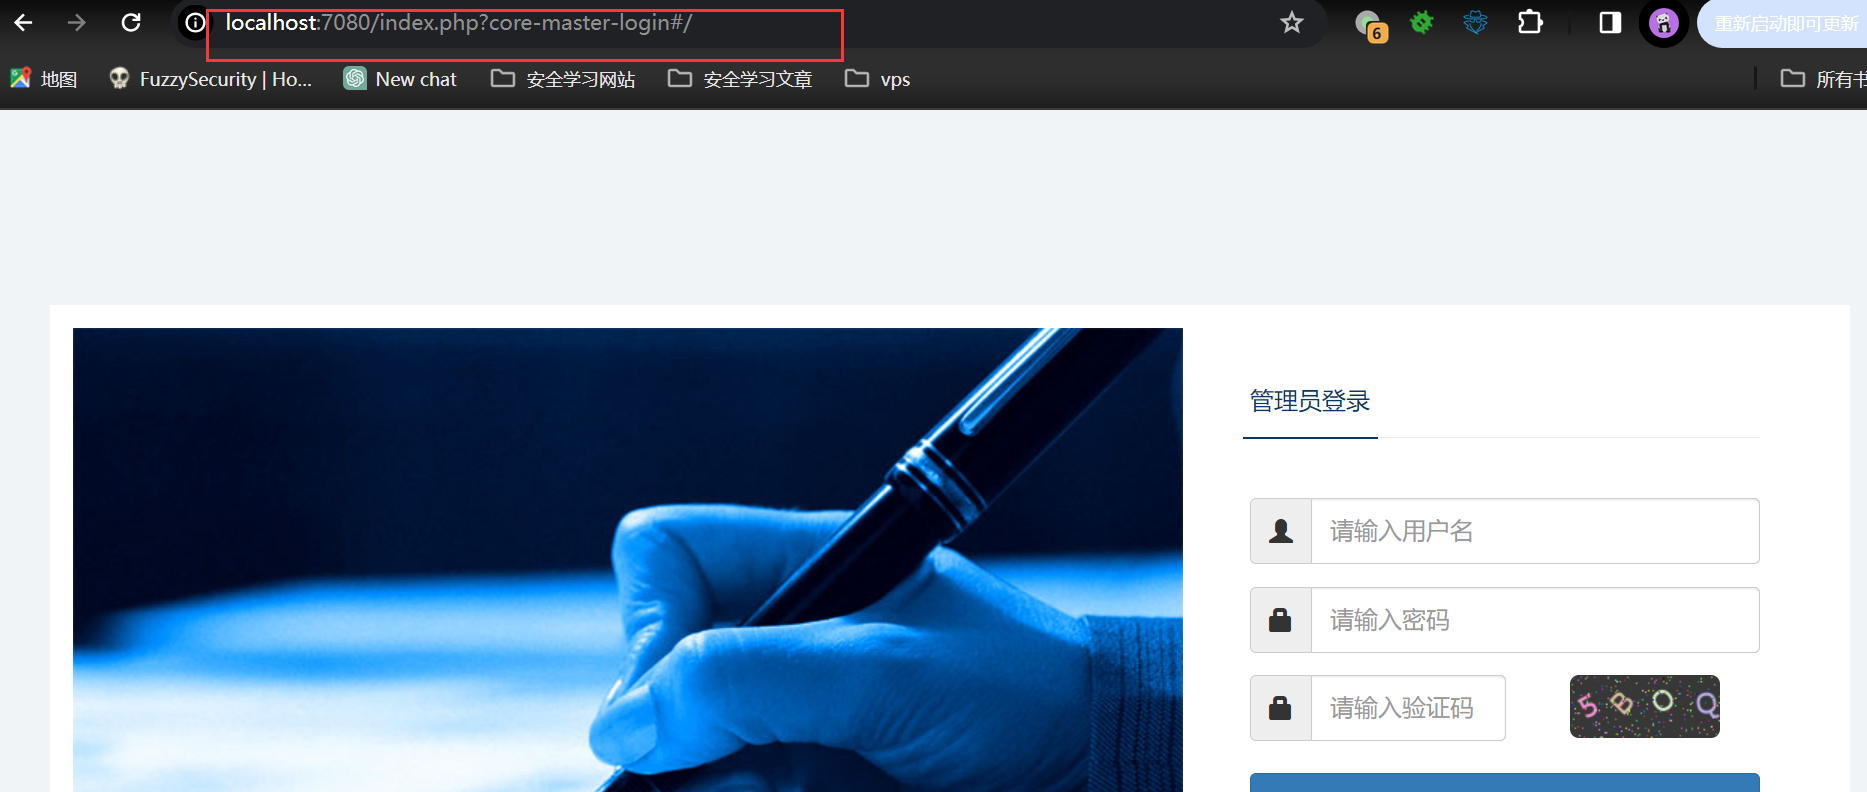 localhost:7080/index.php?core-master-login#/
6
重新启动即可更新
地图
FuzzySecurity | Ho...
New chat
安全学习网站
安全学习文章
vps
所有书
管理员登录
请输入用户名
请输入密码
请输入验证码
5BOQ